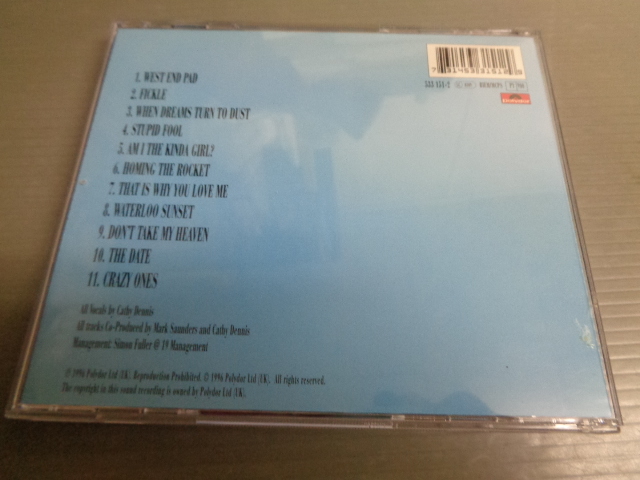 1. WEST END PAD
2. FICKLE
3. WHEN DREAMS TURN TO DUST
4. STUPID FOOL
5. AM I THE KINDA GIRL?
6. HOMING THE ROCKET
7. THAT IS WHY YOU LOVE ME
8. WATERLOO SUNSET
9. DON'T TAKE MY HEAVEN
10. THE DATE
11. CRAZY ONES
All Vocals by Cathy Dennis
All tracks Co-Produced by Mark Saunders and Cathy Dennis
Management: Simon Fuller @ 19 Management
℗ 1996 Polydor Ltd (UK). Reproduction Prohibited. © 1996 Polydor Ltd (UK). All rights reserved.
The copyright in this sound recording is owned by Polydor Ltd (UK).